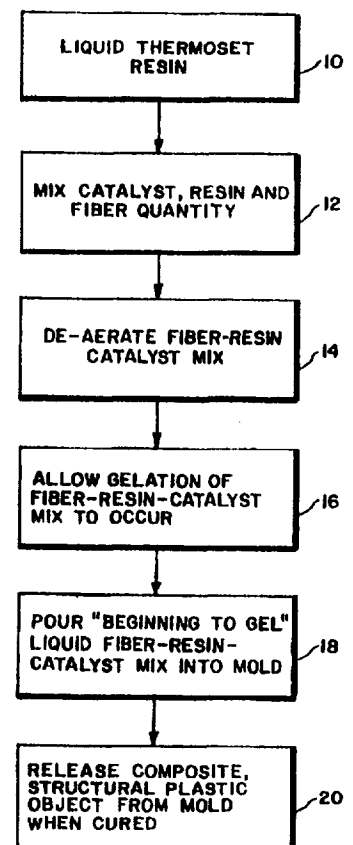 LIQUID THERMOSET
RESIN
10
MIX CATALYST, RESIN AND
FIBER QUANTITY
12
DE-AERATE FIBER-RESIN
CATALYST MIX
14
ALLOW GELATION OF
FIBER-RESIN-CATALYST
MIX TO OCCUR
16
POUR "BEGINNING TO GEL"
LIQUID FIBER-RESIN-
CATALYST MIX INTO MOLD
18
RELEASE COMPOSITE,
STRUCTURAL PLASTIC
OBJECT FROM MOLD
WHEN CURED
20